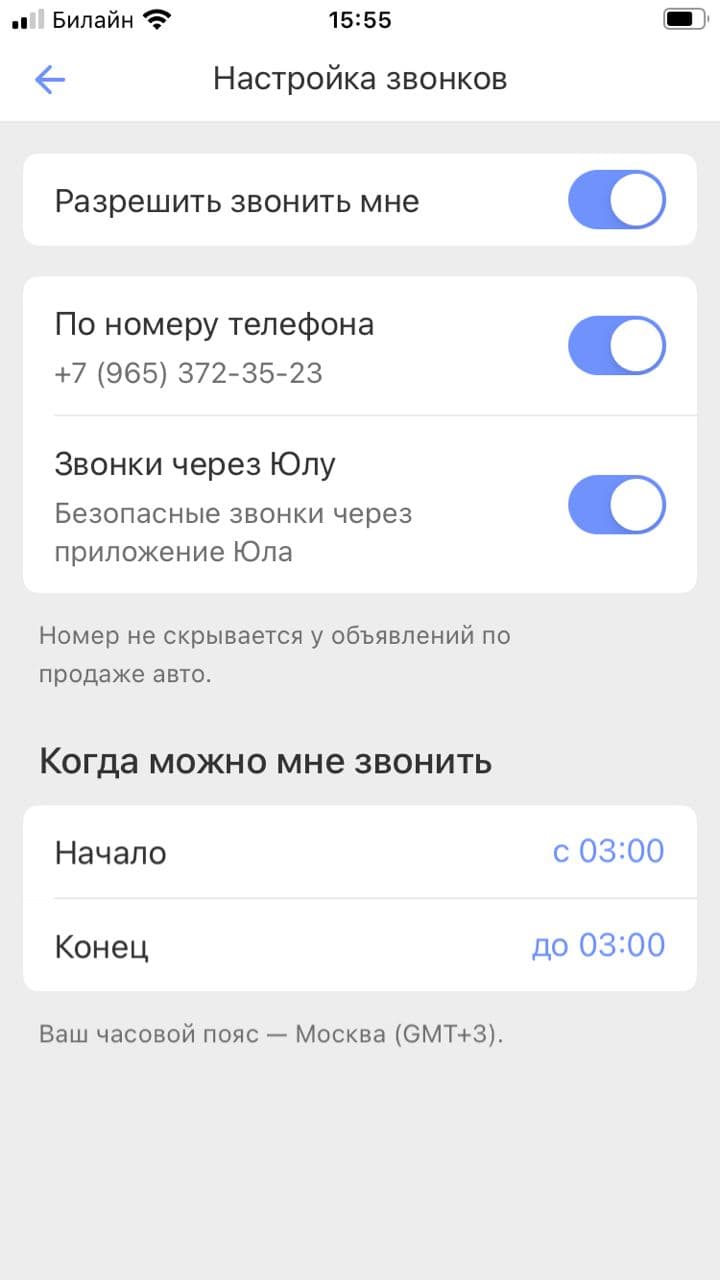 Билайн 15:55
Настройка звонков
Разрешить звонить мне
По номеру телефона
+7 (965) 372-35-23
Звонки через Юлу
Безопасные звонки через
приложение Юла
Номер не скрывается у объявлений по
продаже авто.
Когда можно мне звонить
Начало с 03:00
Конец до 03:00
Ваш часовой пояс — Москва (GMT+3).